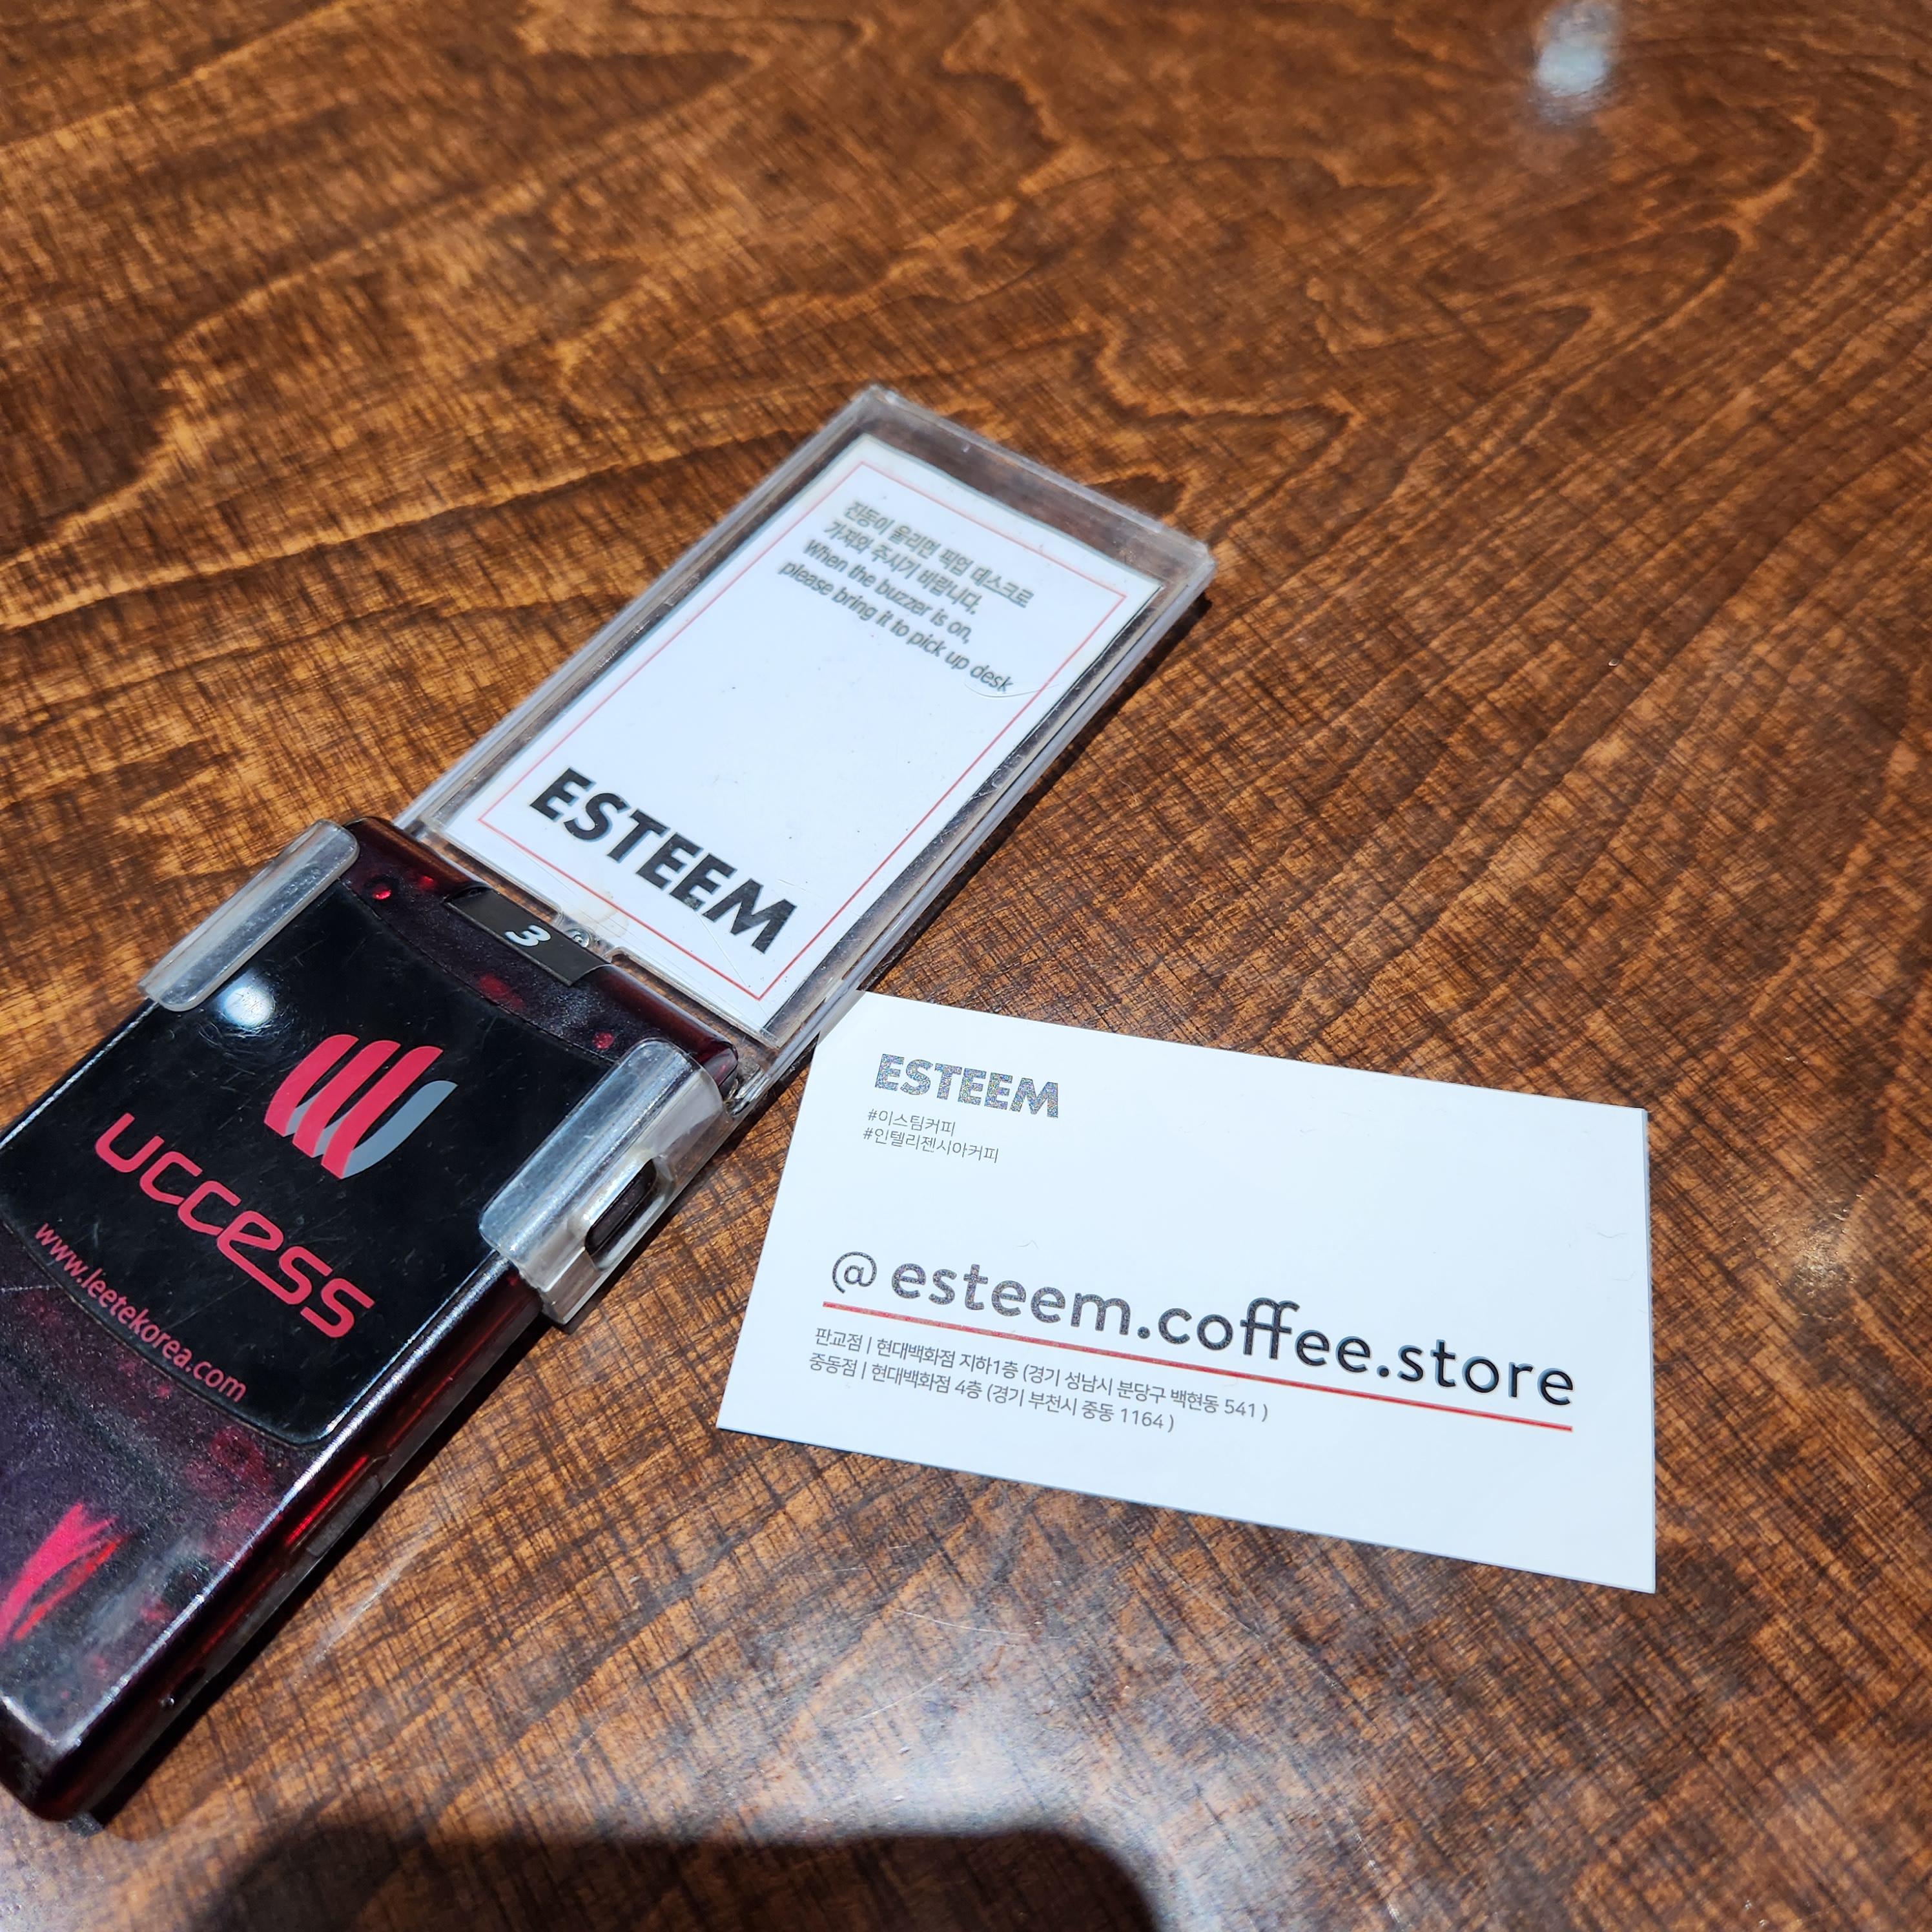 진동이 울리면 픽업 데스크로
가져와 주시기 바랍니다.
When the buzzer is on,
please bring it to pick up desk
ESTEEM
3
uccess
www.leetekorea.com
ESTEEM
#이스팀커피
#인텔리젠시아커피
@esteem.coffee.store
판교점 | 현대백화점 지하1층 (경기 성남시 분당구 백현동 541 )
중동점 | 현대백화점 4층 (경기 부천시 중동 1164 )